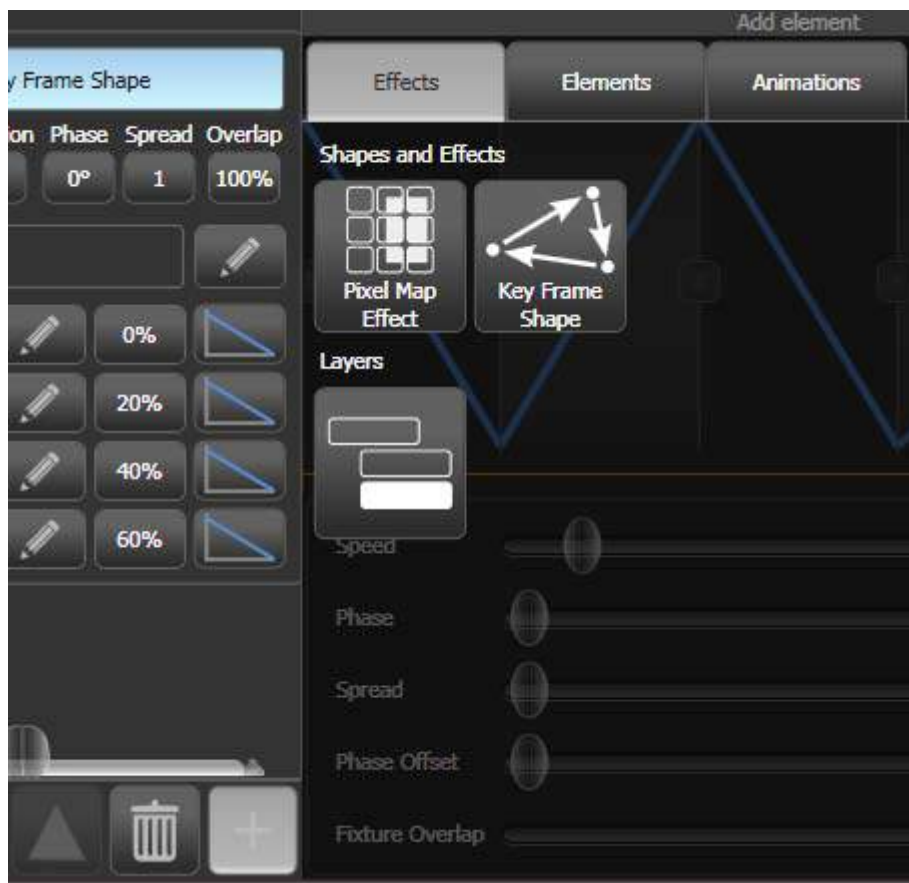 Add element
y Frame Shape
Effects
Elements
Animations
on Phase Spread Overlap
0°
1
100%
Shapes and Effects
Pixel Map
Effect
Key Frame
Shape
0%
Layers
20%
40%
60%
Speed
Phase
Spread
Phase Offset
Fixture Overlap